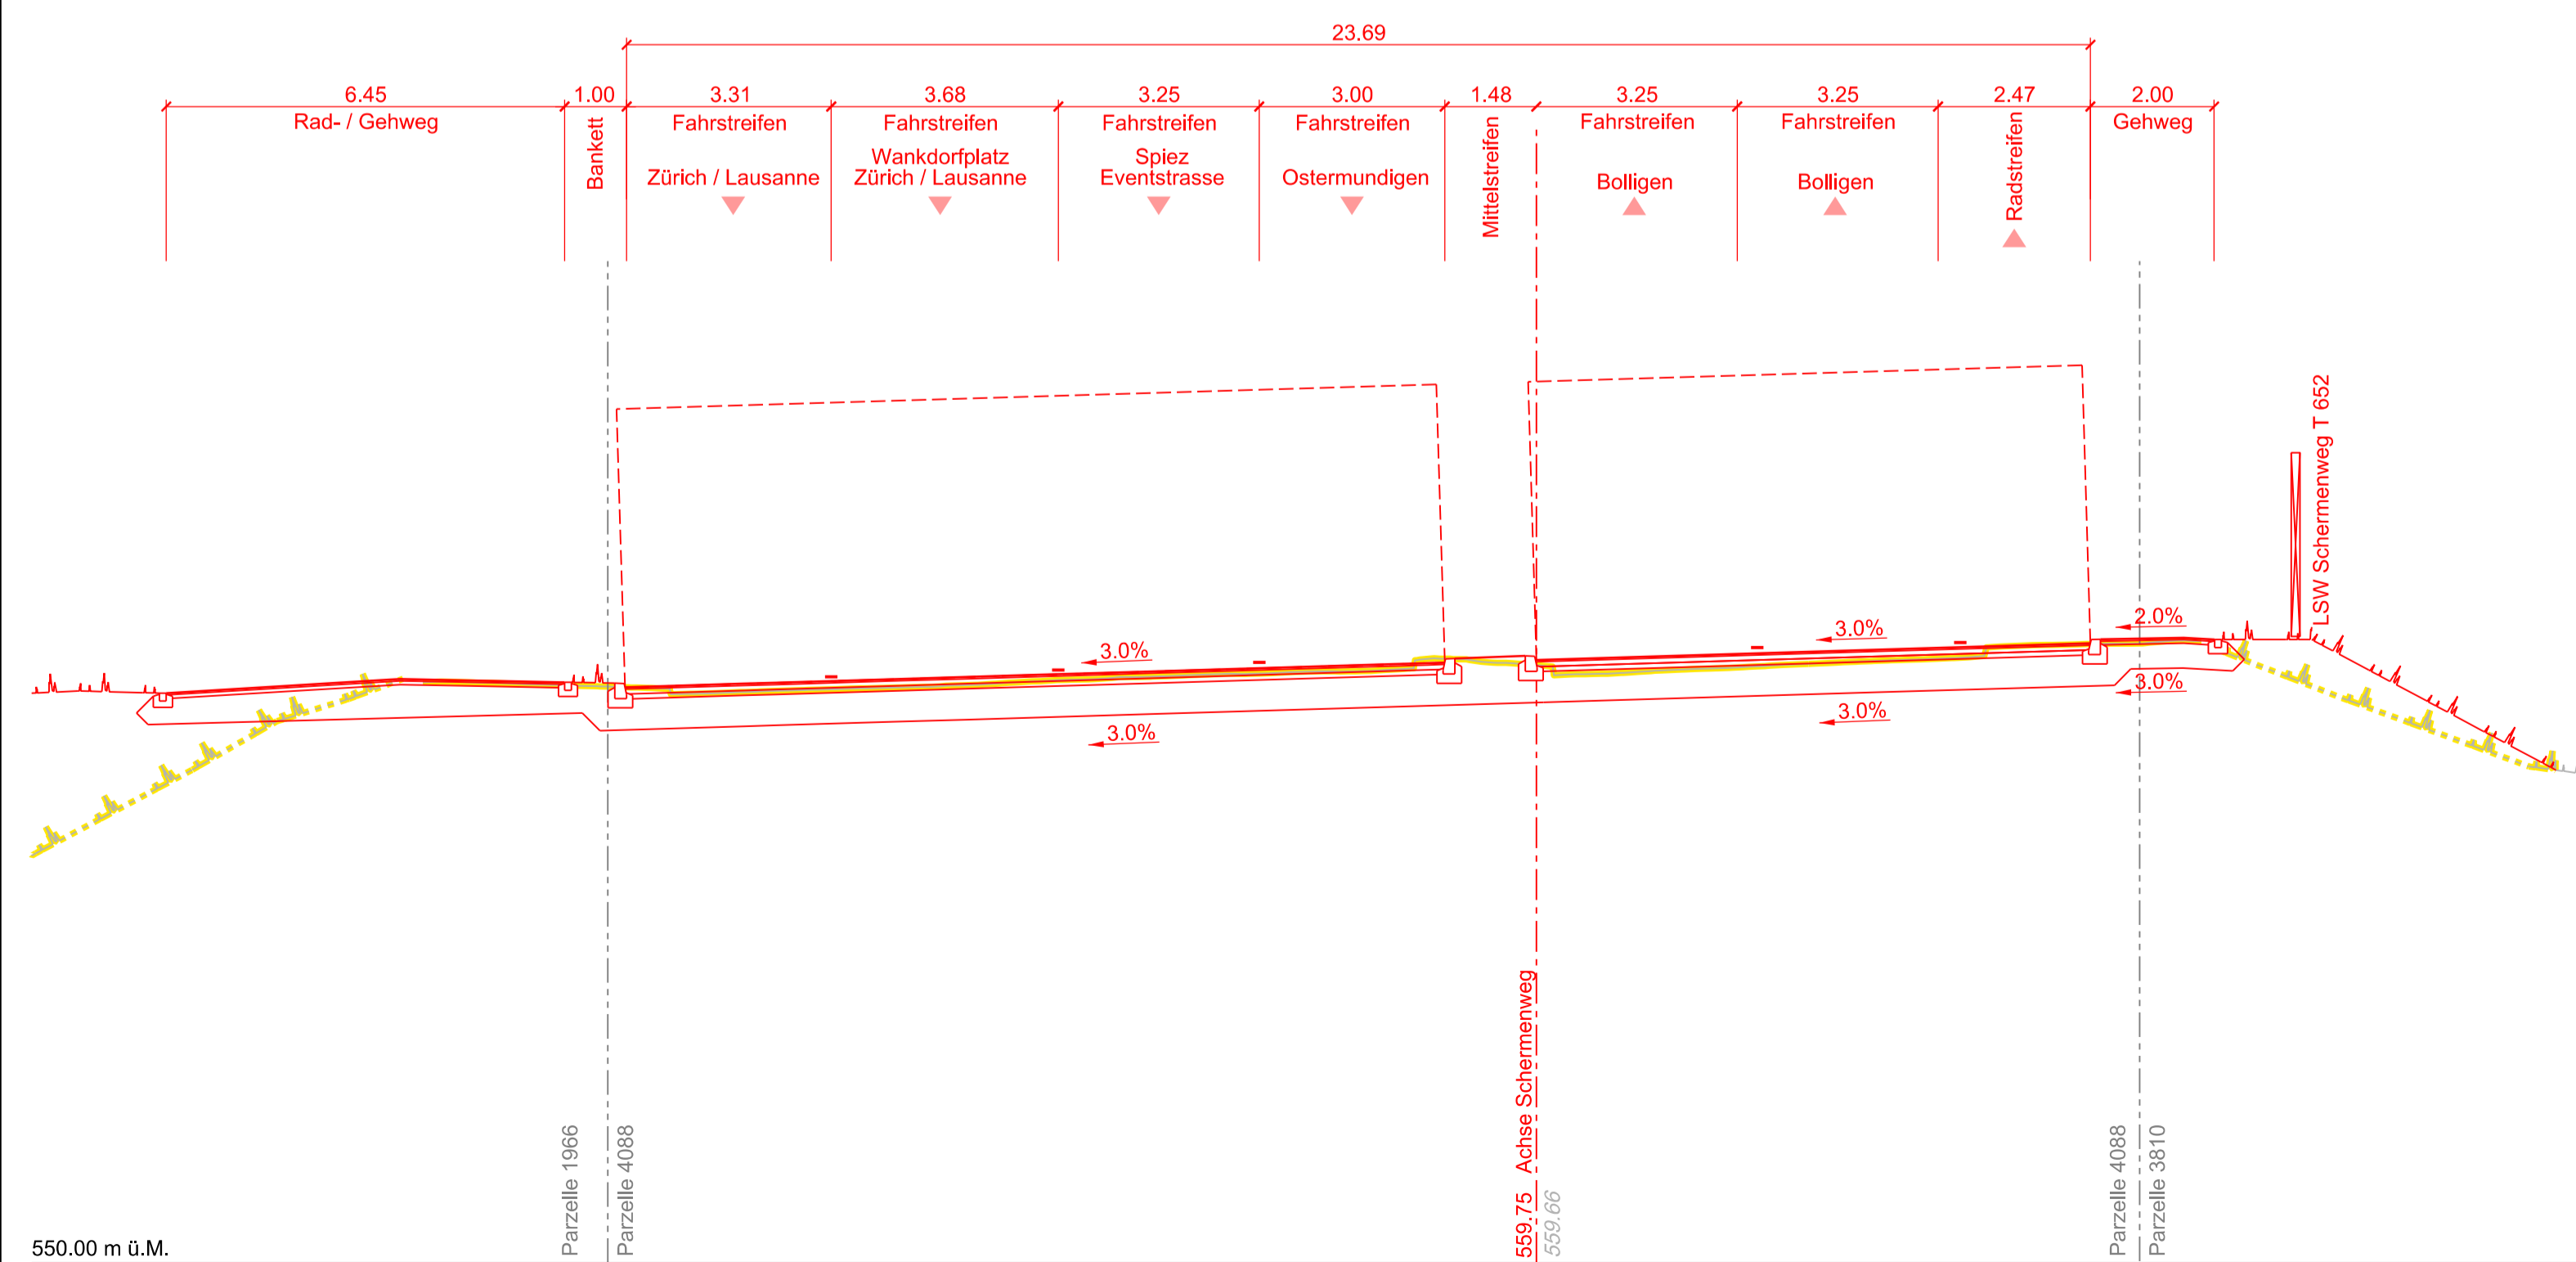 23.69
6.45
1.00
3.31
3.68
3.25
3.00
1.48
3.25
3.25
2.47
2.00
Rad- / Gehweg
Bankett
Fahrstreifen
Zürich / Lausanne
Fahrstreifen
Wankdorfplatz
Zürich / Lausanne
Fahrstreifen
Spiez
Eventstrasse
Fahrstreifen
Ostermundigen
Mittelstreifen
Fahrstreifen
Bolligen
Fahrstreifen
Bolligen
Radstreifen
Gehweg
LSW Schermenweg T 652
3.0%
3.0%
2.0%
3.0%
3.0%
3.0%
Parzelle 1966
Parzelle 4088
559.75 Achse Schermenweg
559.66
Parzelle 4088
Parzelle 3810
550.00 m ü.M.